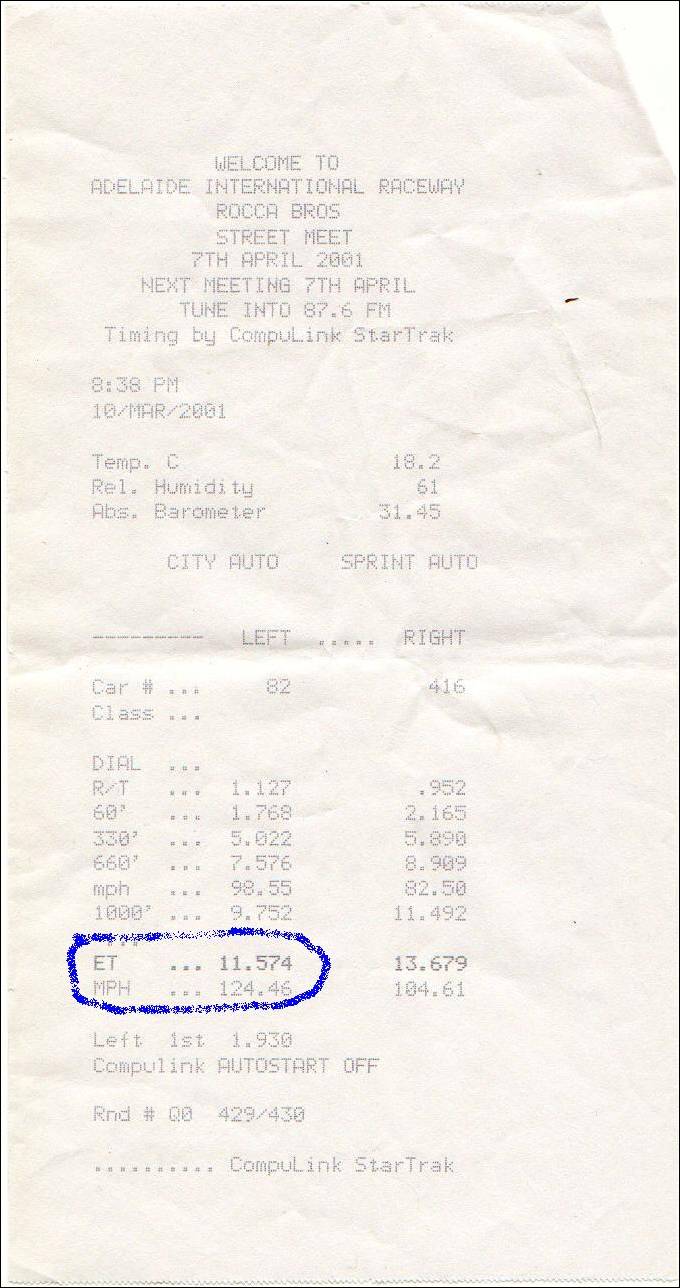 WELCOME TO
ADELAIDE INTERNATIONAL RACEWAY
ROCCA BROS
STREET MEET
7TH APRIL 2001
NEXT MEETING 7TH APRIL
TUNE INTO 87.6 FM
Timing by CompuLink StarTrak
8:38 PM
10/MAR/2001
Temp. C 18.2
Rel. Humidity 61
Abs. Barometer 31.45
CITY AUTO SPRINT AUTO
--------- LEFT ..... RIGHT
Car # ... 82 416
Class ...
DIAL ...
R/T ... 1.127 .952
60' ... 1.768 2.165
330' ... 5.022 5.890
660' ... 7.576 8.909
mph ... 98.55 82.50
1000' ... 9.752 11.492
....
ET ... 11.574 13.679
MPH ... 124.46 104.61
Left 1st 1.930
Compulink AUTOSTART OFF
Rnd # Q0 429/430
.......... CompuLink StarTrak